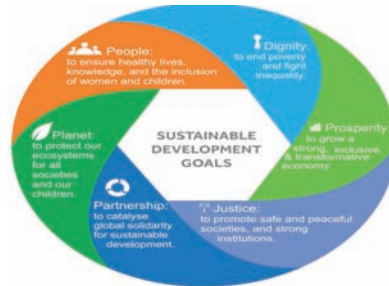 People:
to ensure healthy lives,
knowledge, and the inclusion
of women and children.
Dignity:
to end poverty
and fight
inequality.
Prosperity:
to grow a
strong, inclusive
& transformative
economy.
Justice:
to promote safe and peaceful
societies, and strong
institutions.
Partnership:
to catalyse
global solidarity
for sustainable
development.
Planet:
to protect our
ecosystems
for all
societies
and our
children.
SUSTAINABLE
DEVELOPMENT
GOALS